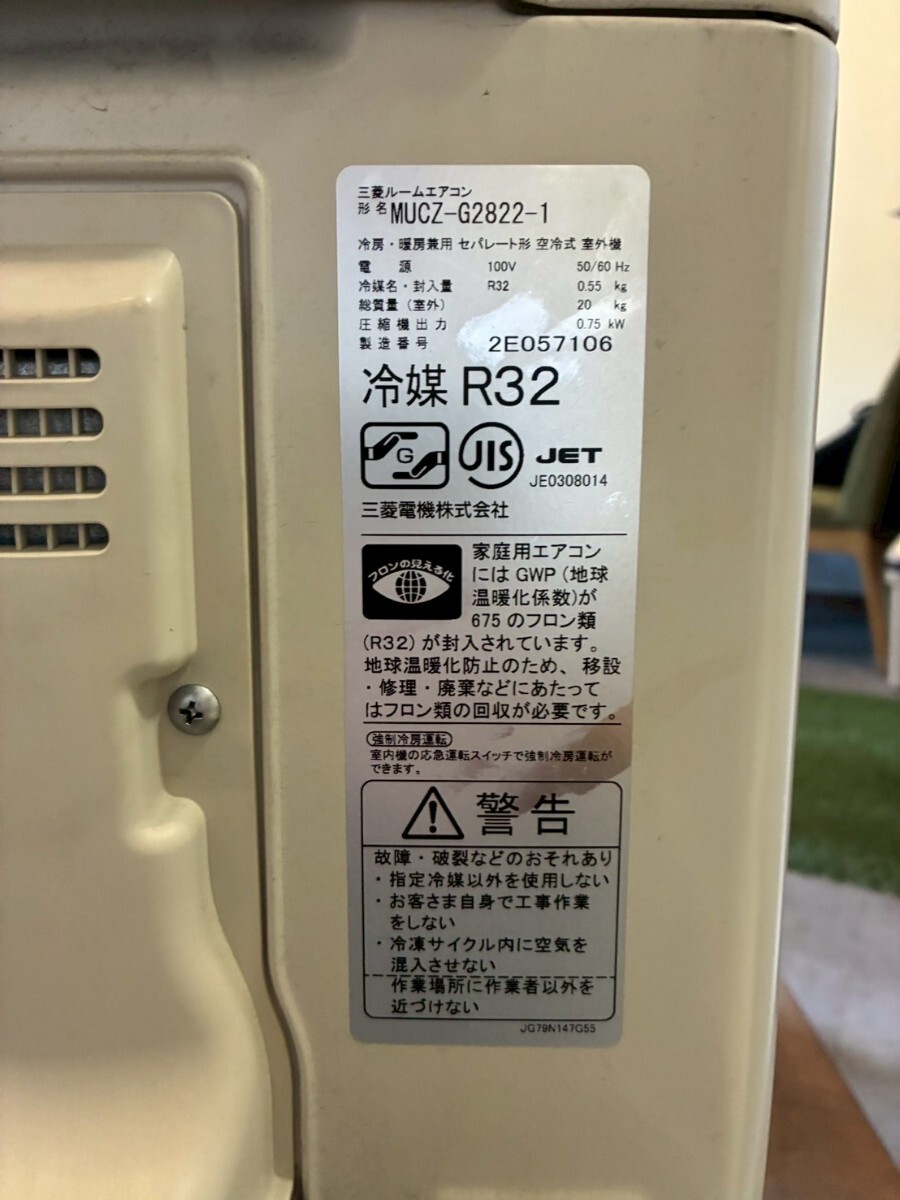 三菱ルームエアコン
形名 MUCZ-G2822-1
冷房・暖房兼用 セパレート形 空冷式 室外機
電源 100V 50/60 Hz
冷媒名・封入量 R32 0.55 kg
総質量（室外） 20 kg
圧縮機出力 0.75 kW
製造番号 2E057106
冷媒 R32
G JIS JET
JE0308014
三菱電機株式会社
フロンの見える化
家庭用エアコン
にはGWP（地球
温暖化係数)が
675のフロン類
(R32）が封入されています。
地球温暖化防止のため、移設
・修理・廃棄などにあたって
はフロン類の回収が必要です。
強制冷房運転
室内機の応急運転スイッチで強制冷房運転が
できます。
警告
故障・破裂などのおそれあり
・指定冷媒以外を使用しない
・お客さま自身で工事作業
をしない
・冷凍サイクル内に空気を
混入させない
作業場所に作業者以外を
近づけない
JG79N147G55